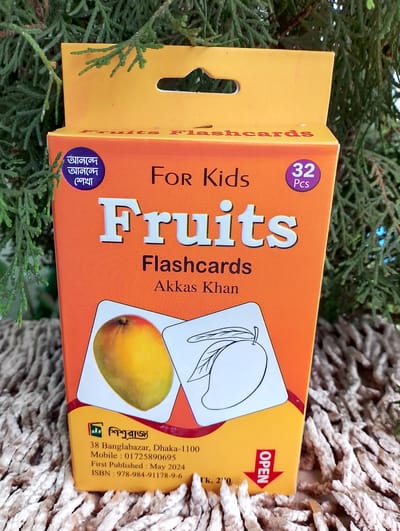 Fruits Flashcards
আনন্দে
আনন্দে
শেখা
For Kids
32
Pcs
Fruits
Flashcards
Akkas Khan
শিশুরাজ্য
38 Banglabazar, Dhaka-1100
Mobile : 01725890695
First Published : May 2024
ISBN : 978-984-91178-9-6
Tk.
OPEN